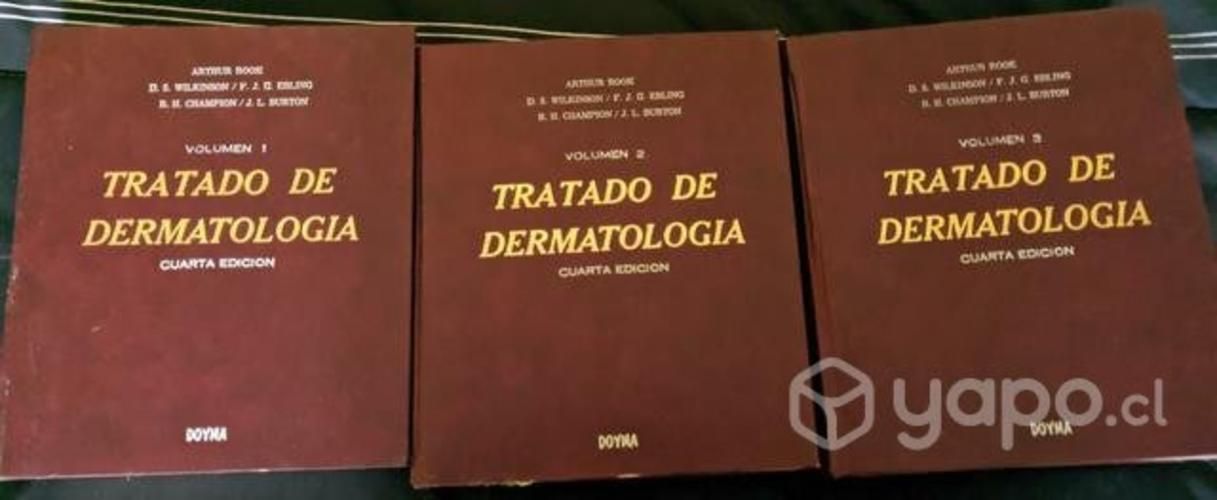 ARTHUR ROOK
D. S. WILKINSON / F. J. G. EBLING
R. H. CHAMPION / J. L. BURTON
VOLUMEN 1
TRATADO DE
DERMATOLOGIA
CUARTA EDICION
DOYMA
ARTHUR ROOK
D. S. WILKINSON / F. J. G. EBLING
R. H. CHAMPION / J. L. BURTON
VOLUMEN 2
TRATADO DE
DERMATOLOGIA
CUARTA EDICION
DOYMA
ARTHUR ROOK
D. S. WILKINSON / F. J. G. EBLING
R. H. CHAMPION / J. L. BURTON
VOLUMEN 3
TRATADO DE
DERMATOLOGIA
CUARTA EDICION
DOYMA
yapo.cl